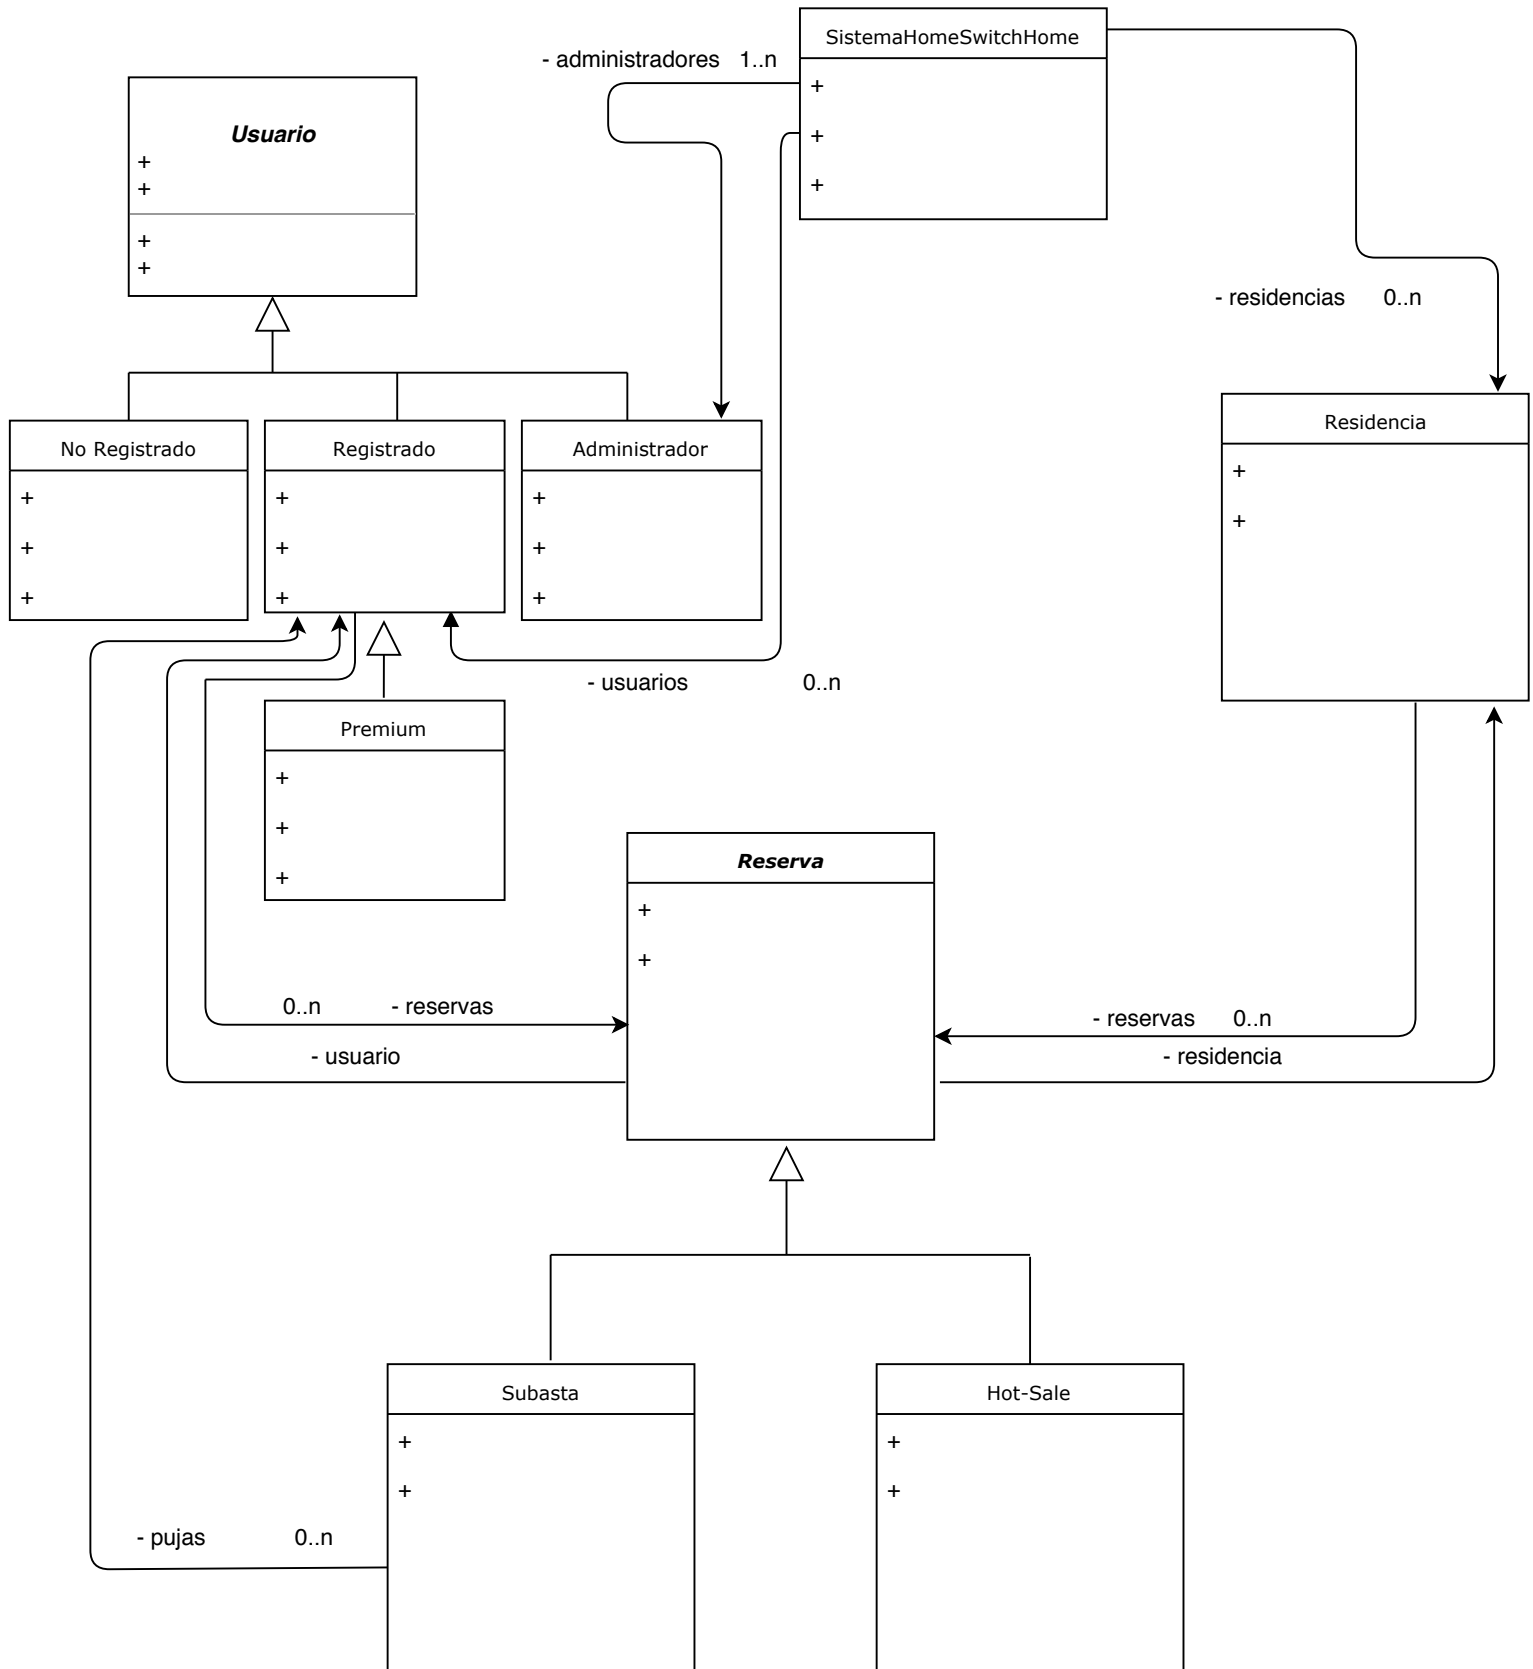 SistemaHomeSwitchHome
+
+
+
- administradores 1..n
Usuario
+
+
+
+
- residencias 0..n
No Registrado
+
+
+
Registrado
+
+
+
Administrador
+
+
+
Residencia
+
+
- usuarios 0..n
Premium
+
+
+
Reserva
+
+
0..n - reservas
- usuario
- reservas 0..n
- residencia
Subasta
+
+
Hot-Sale
+
+
- pujas 0..n